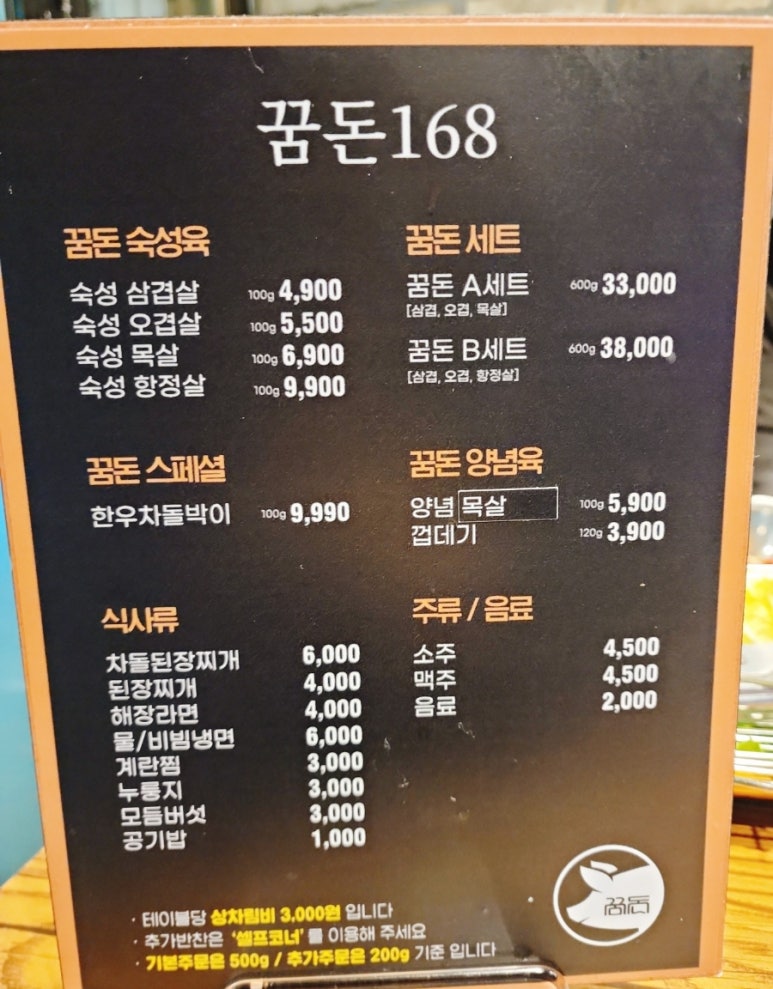 꿈돈168
꿈돈 숙성육
숙성 삼겹살 100g 4,900
숙성 오겹살 100g 5,500
숙성 목살 100g 6,900
숙성 항정살 100g 9,900
꿈돈 세트
꿈돈 A세트 600g 33,000
[삼겹, 오겹, 목살]
꿈돈 B세트 600g 38,000
[삼겹, 오겹, 항정살]
꿈돈 스페셜
한우차돌박이 100g 9,990
꿈돈 양념육
양념 목살 100g 5,900
껍데기 120g 3,900
식사류
차돌된장찌개 6,000
된장찌개 4,000
해장라면 4,000
물/비빔냉면 6,000
계란찜 3,000
누룽지 3,000
모듬버섯 3,000
공기밥 1,000
주류 / 음료
소주 4,500
맥주 4,500
음료 2,000
· 테이블당 상차림비 3,000원 입니다
· 추가반찬은 '셀프코너'를 이용해 주세요
· 기본주문은 500g / 추가주문은 200g 기준 입니다
꿈돈